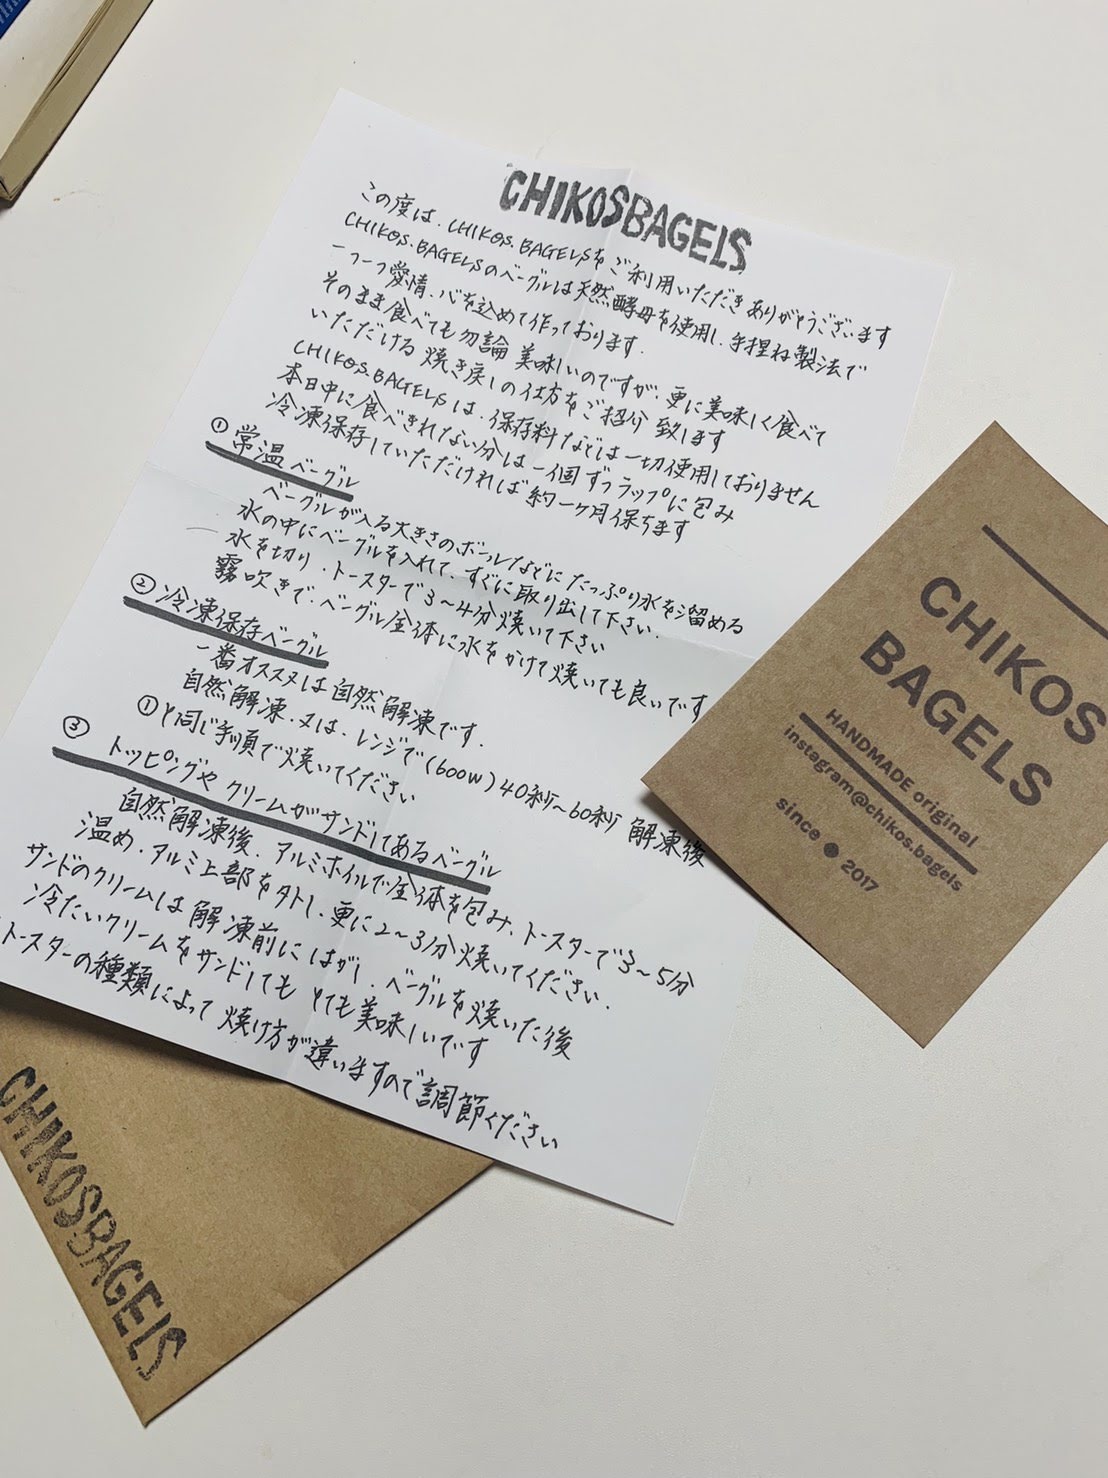 CHIKOSBAGELS
この度は、CHIKOS.BAGELSをご利用いただきありがとうございます
CHIKOS.BAGELSのベーグルは天然酵母を使用し、手捏ね製法で
一つ一つ愛情、心を込めて作っております.
そのまま食べても勿論 美味しいのですが、更に美味しく食べて
いただける 焼き戻しの仕方をご紹介 致します
CHIKOS.BAGELSは、保存料などは一切使用しておりません
本日中に食べきれない分は一個ずつラップに包み
冷凍保存していただければ約一ヶ月保ちます
① 常温ベーグル
ベーグルが入る大きさのボールなどにたっぷり水を溜める
水の中にベーグルを入れて、すぐに取り出して下さい.
水を切り、トースターで3〜4分焼いて下さい
霧吹きで、ベーグル全体に水をかけて焼いても良いです
② 冷凍保存ベーグル
一番オススメは自然解凍です.
自然解凍、又は、レンジで(600W)40秒〜60秒 解凍後
①と同じ手順で焼いてください
③ トッピングや クリームがサンドしてあるベーグル
自然解凍後、アルミホイルで全体を包み、トースターで3〜5分
温め、アルミ上部を外し、更に2〜3分焼いてください.
サンドのクリームは解凍前にはがし、ベーグルを焼いた後
冷たいクリームをサンドしても とても美味しいです
トースターの種類によって 焼け方が違いますので調節ください
CHIKOS
BAGELS
HANDMADE original
instagram@chikos.bagels
since ● 2017
CHIKOSBAGELS